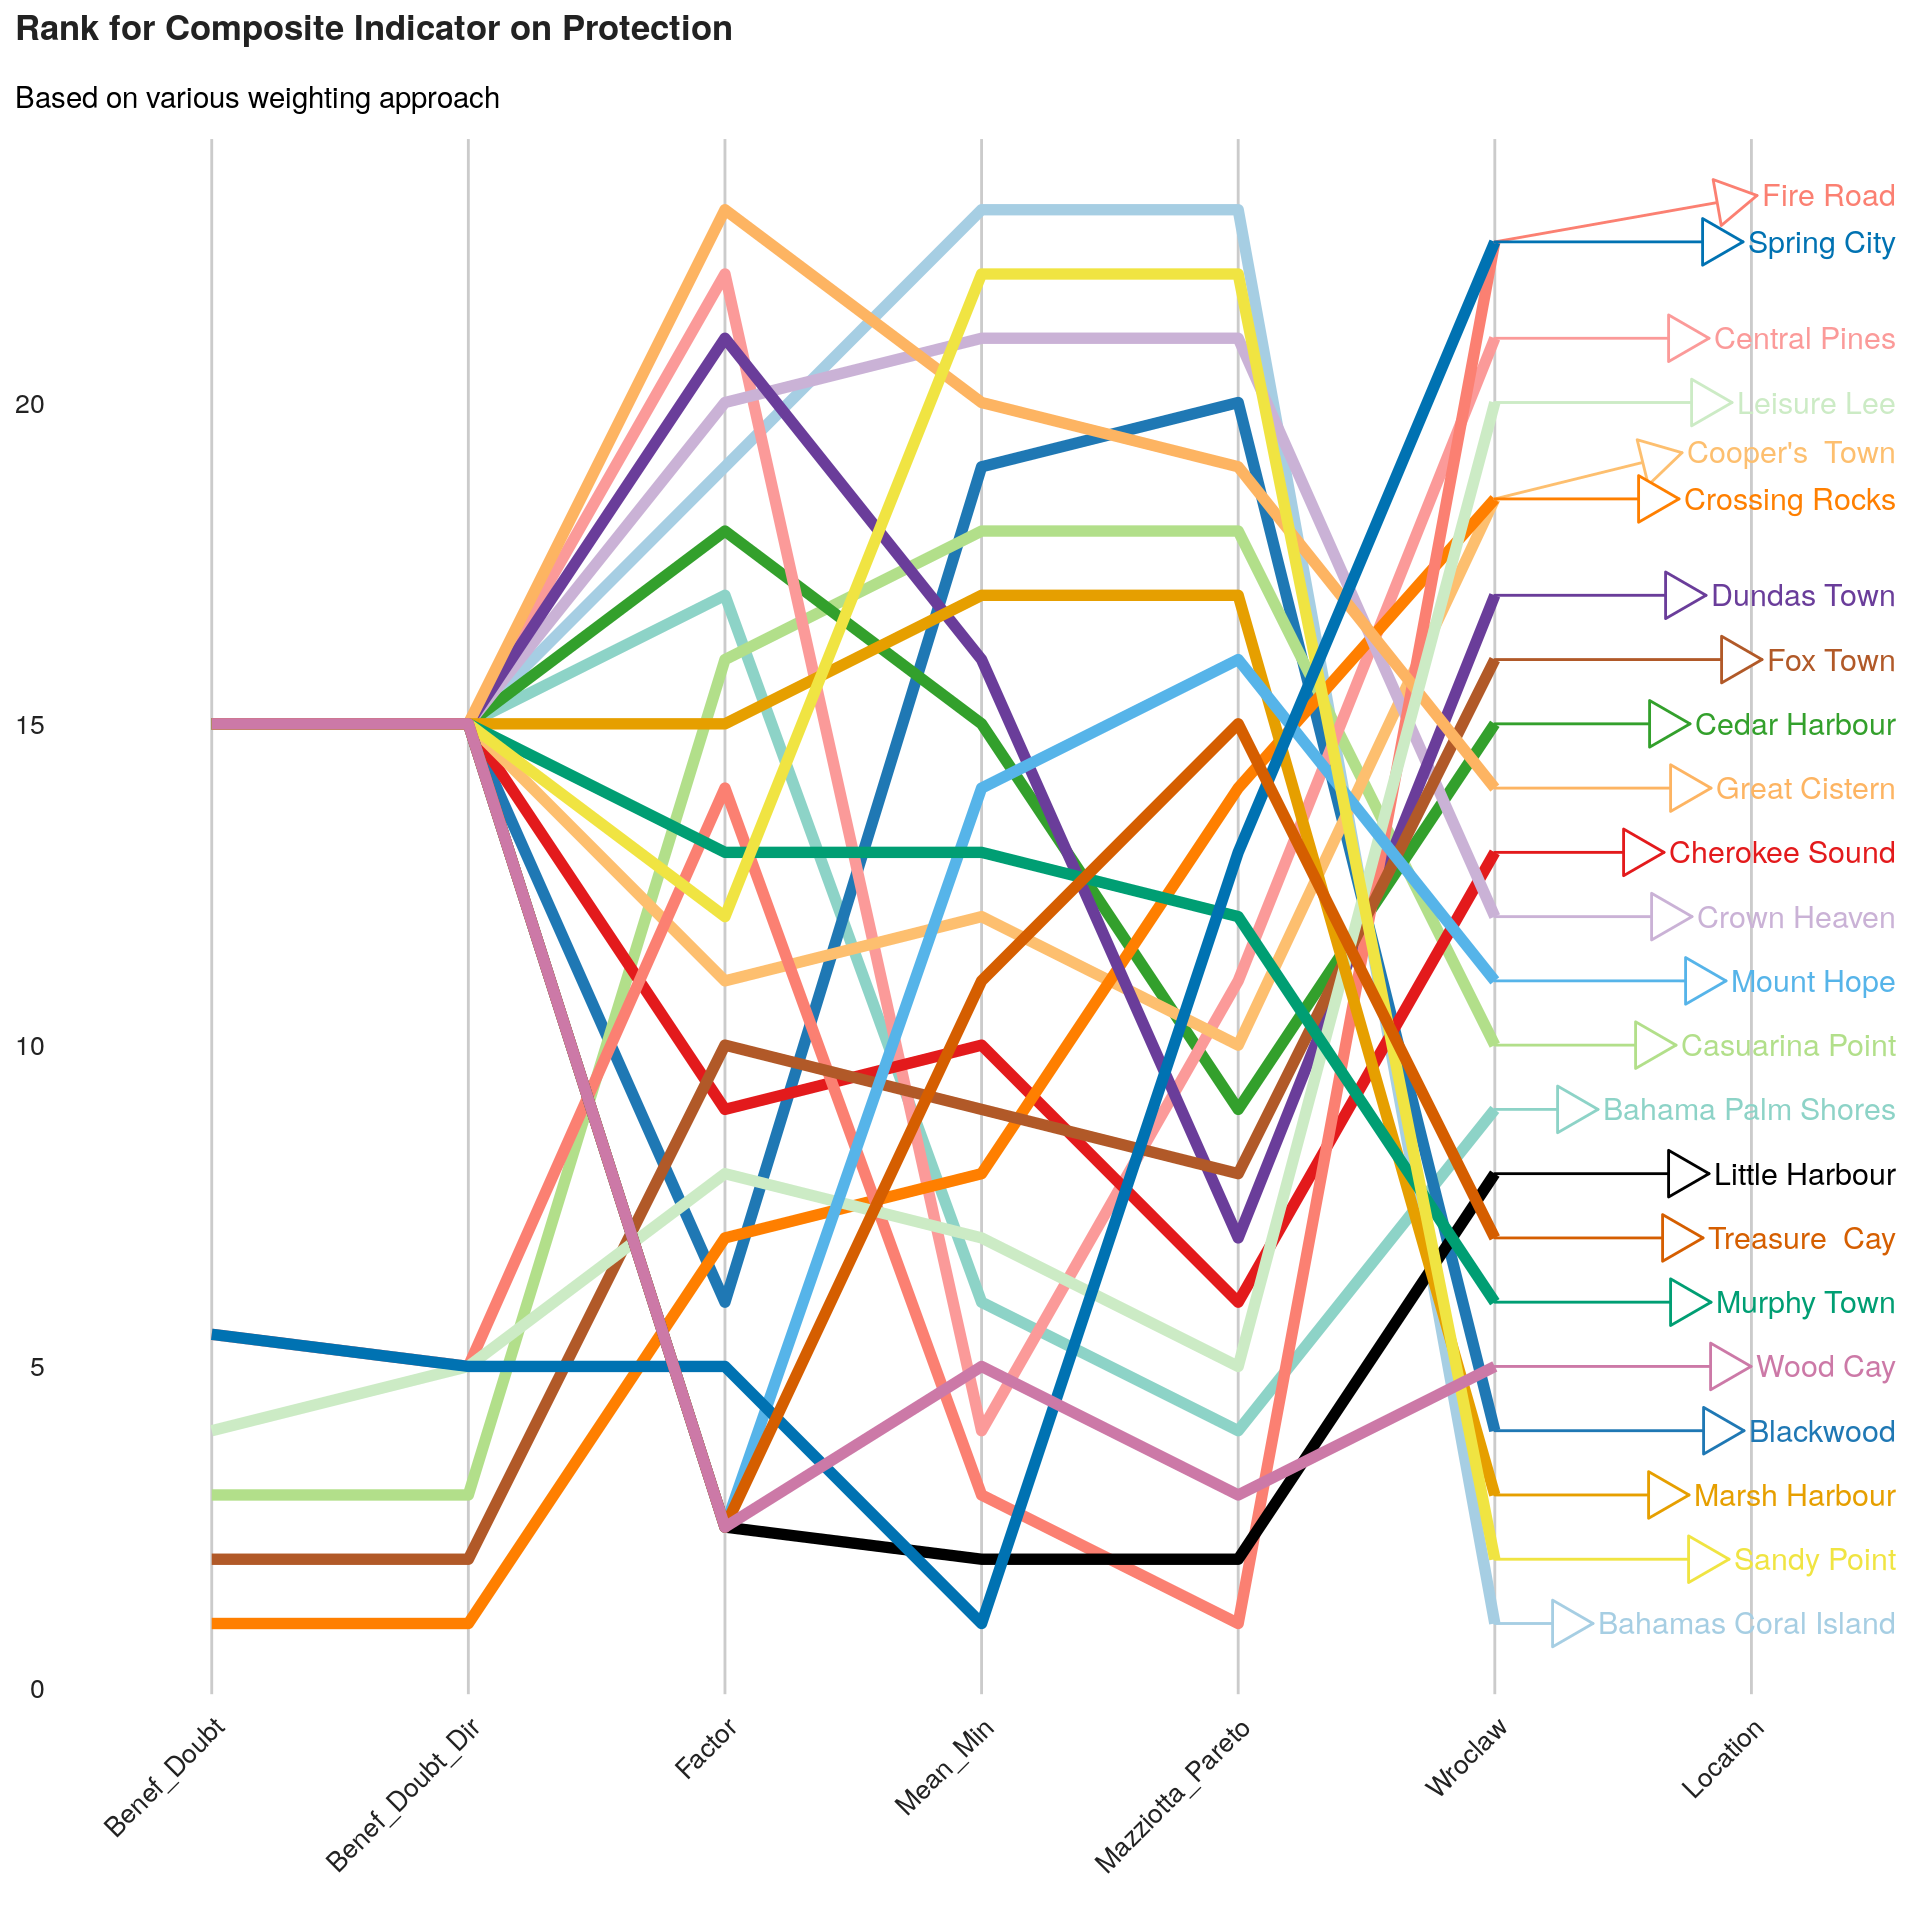 Rank for Composite Indicator on Protection
Based on various weighting approach
Fire Road
Spring City
Central Pines
Leisure Lee
20
Cooper's  Town
Crossing Rocks
Dundas Town
Fox Town
15
Cedar Harbour
Great Cistern
Cherokee Sound
Crown Heaven
Mount Hope
10
Casuarina Point
Bahama Palm Shores
Little Harbour
Treasure  Cay
Murphy Town
5
Wood Cay
Blackwood
Marsh Harbour
Sandy Point
Bahamas Coral Island
0
Benef_Doubt
Benef_Doubt_Dir
Factor
Mean_Min
Mazziotta_Pareto
Wroclaw
Location